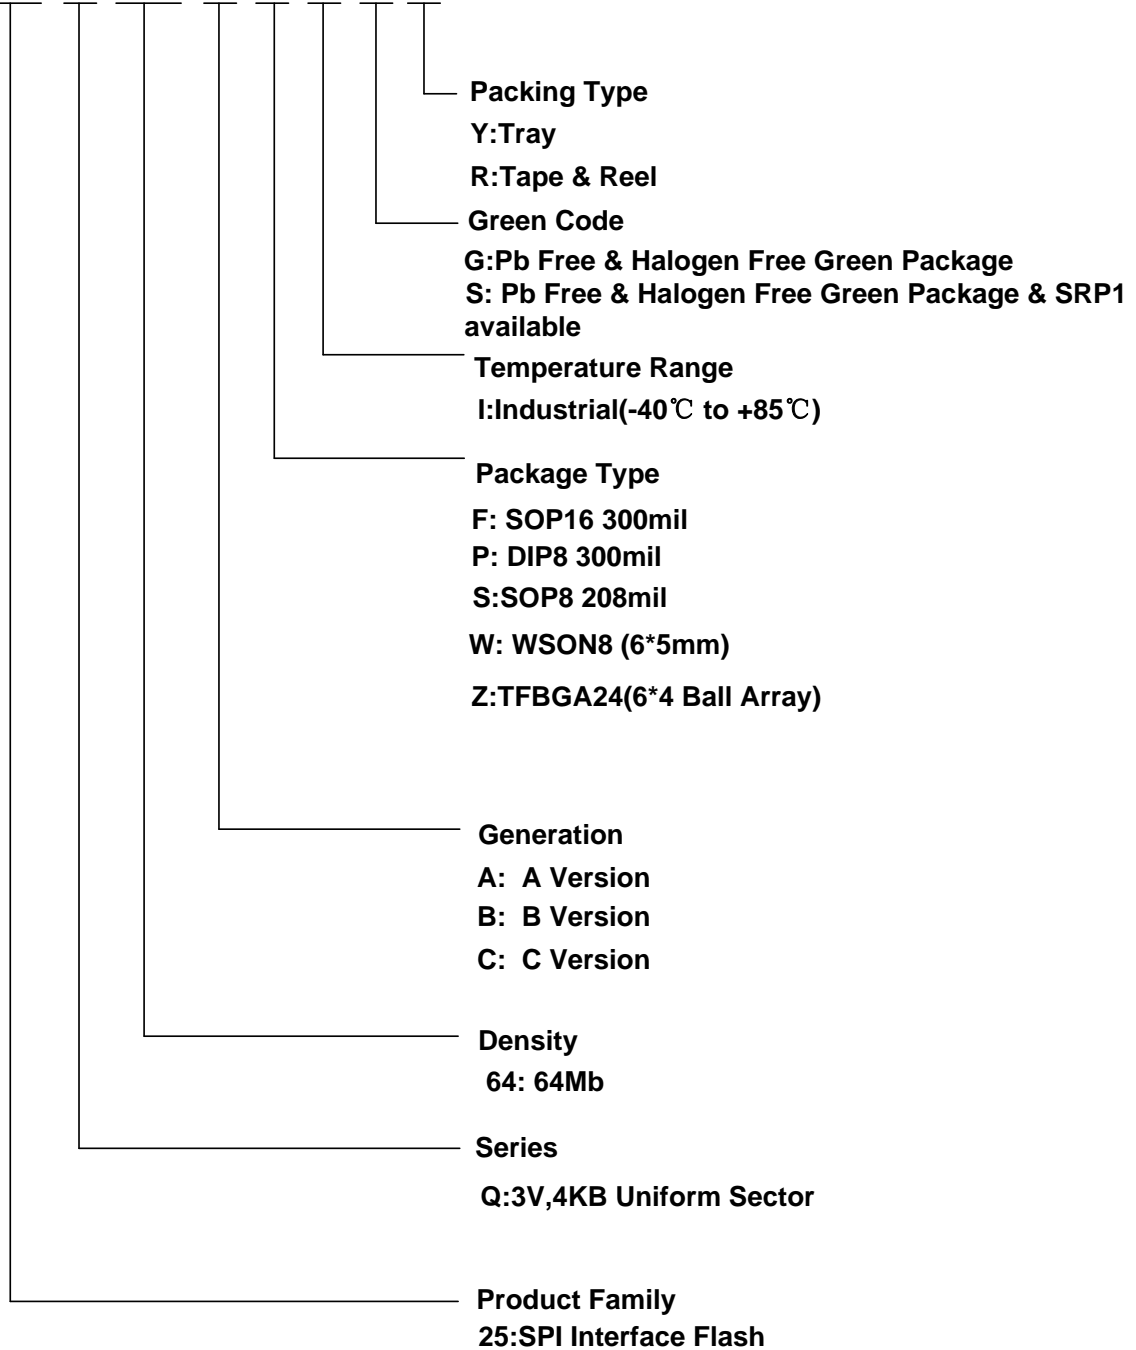 Packing Type
Y:Tray
R:Tape & Reel
Green Code
G:Pb Free & Halogen Free Green Package
S: Pb Free & Halogen Free Green Package & SRP1
available
Temperature Range
I:Industrial(-40℃ to +85℃)
Package Type
F: SOP16 300mil
P: DIP8 300mil
S:SOP8 208mil
W: WSON8 (6*5mm)
Z:TFBGA24(6*4 Ball Array)
Generation
A: A Version
B: B Version
C: C Version
Density
64: 64Mb
Series
Q:3V,4KB Uniform Sector
Product Family
25:SPI Interface Flash